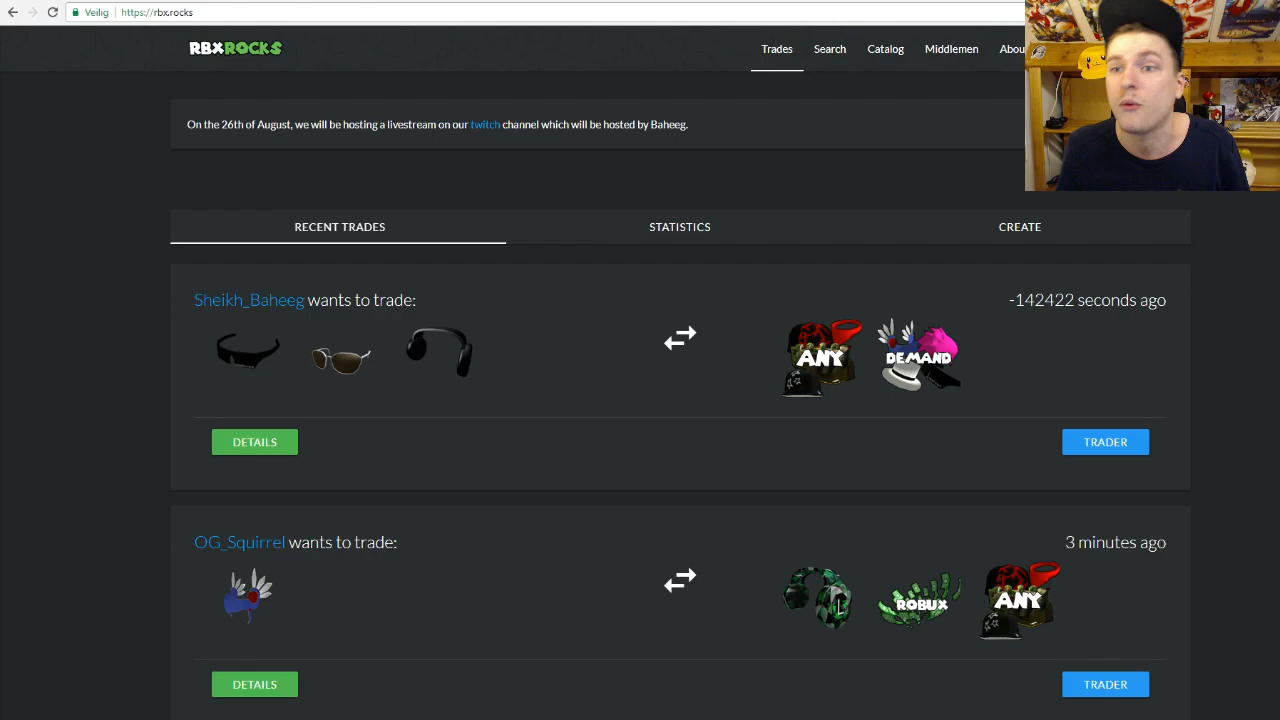 Veilig https://rbx.rocks
RBXROCKS
Trades Search Catalog Middlemen Abou
On the 26th of August, we will be hosting a livestream on our twitch channel which will be hosted by Baheeg.
RECENT TRADES STATISTICS CREATE
Sheikh_Baheeg wants to trade: -142422 seconds ago
ANY DEMAND
DETAILS TRADER
OG_Squirrel wants to trade: 3 minutes ago
ROBUX ANY
DETAILS TRADER